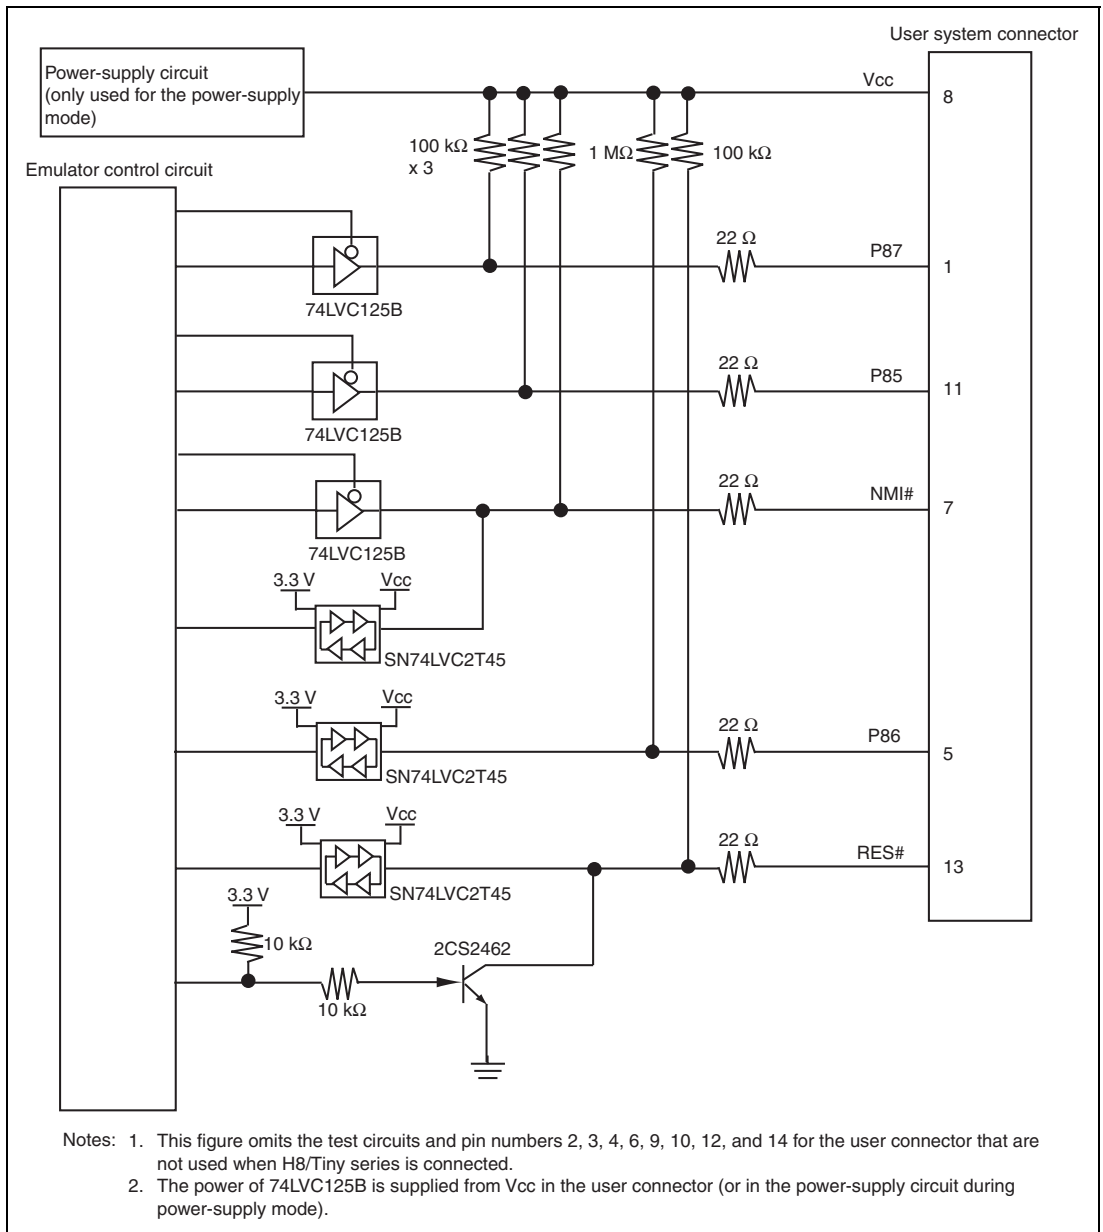 User system connector
Power-supply circuit
(only used for the power-supply
mode)
Vcc
8
100 kΩ
x 3
1 MΩ
100 kΩ
Emulator control circuit
22 Ω
P87
1
74LVC125B
22 Ω
P85
11
74LVC125B
22 Ω
NMI#
7
74LVC125B
3.3 V
Vcc
SN74LVC2T45
3.3 V
Vcc
22 Ω
P86
5
SN74LVC2T45
3.3 V
Vcc
22 Ω
RES#
13
SN74LVC2T45
3.3 V
10 kΩ
2CS2462
10 kΩ
Notes: 1. This figure omits the test circuits and pin numbers 2, 3, 4, 6, 9, 10, 12, and 14 for the user connector that are
not used when H8/Tiny series is connected.
2. The power of 74LVC125B is supplied from Vcc in the user connector (or in the power-supply circuit during
power-supply mode).